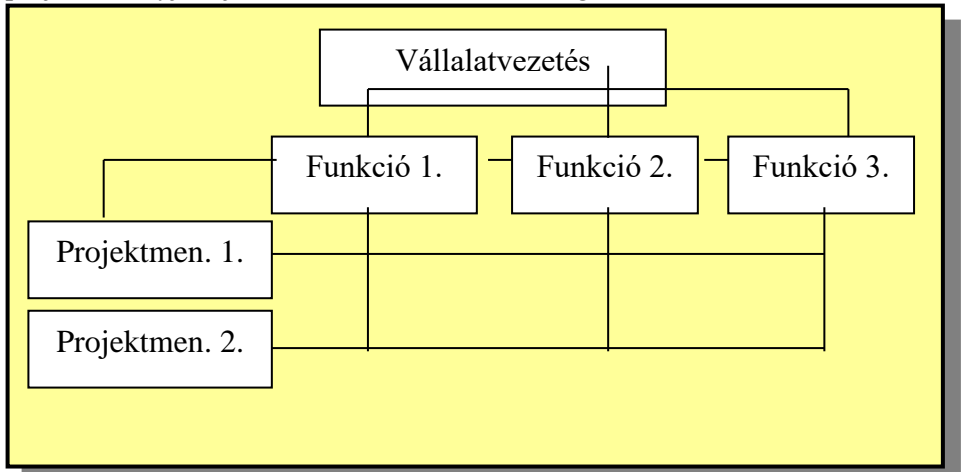 Vállalatvezetés
Funkció 1.
Funkció 2.
Funkció 3.
Projektmen. 1.
Projektmen. 2.